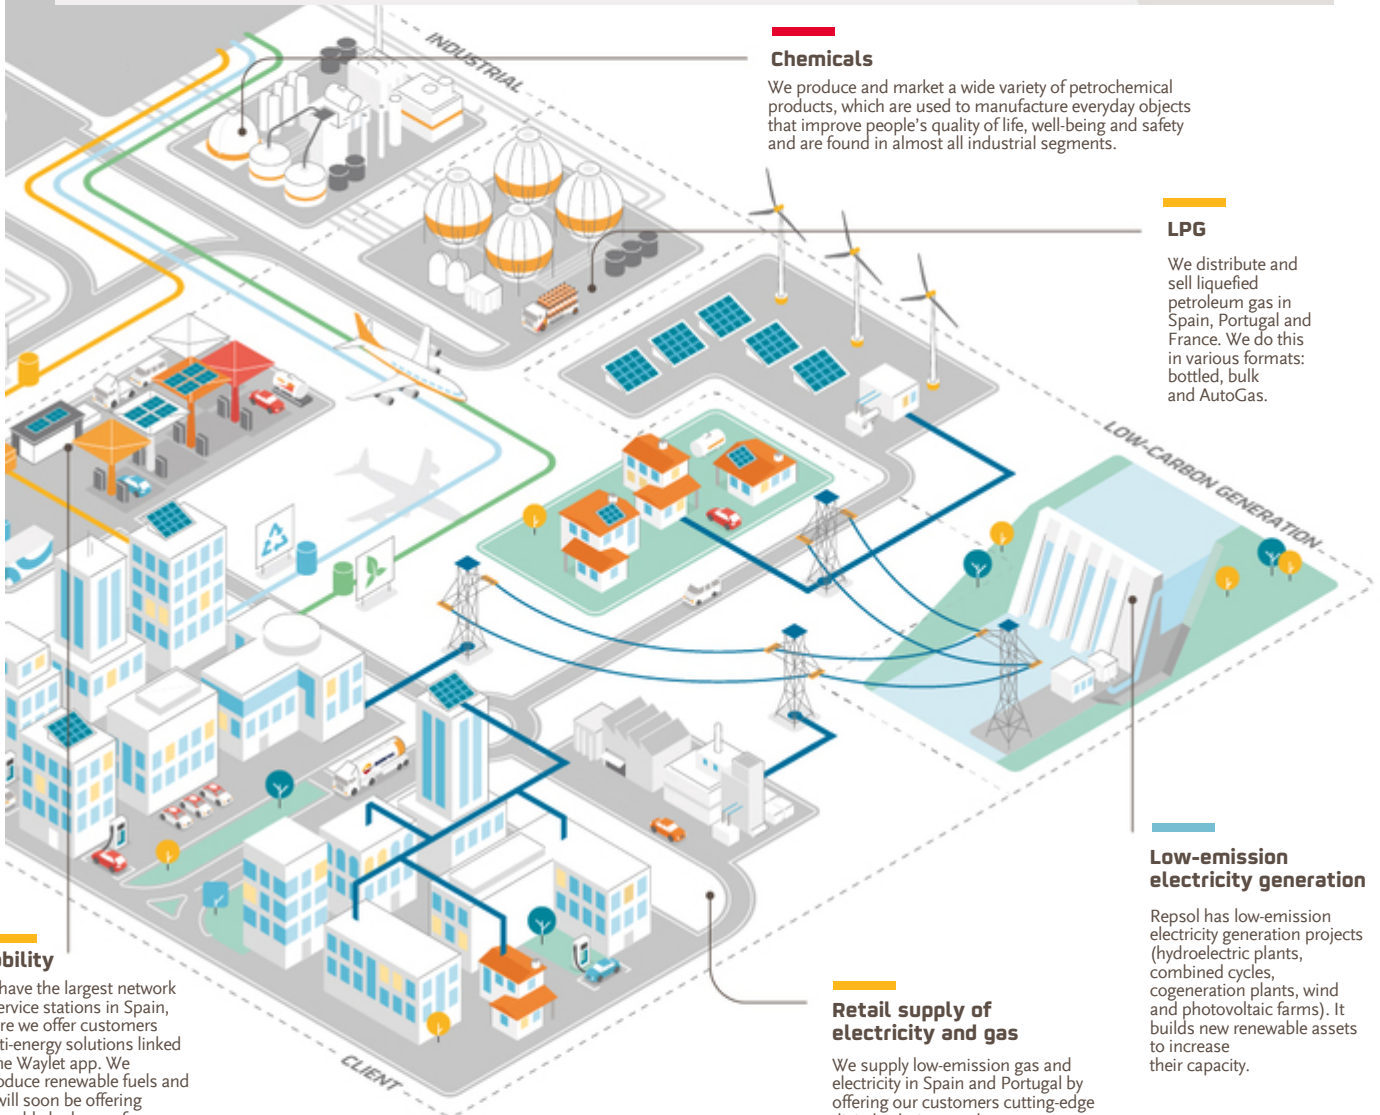 INDUSTRIAL
Chemicals
We produce and market a wide variety of petrochemical
products, which are used to manufacture everyday objects
that improve people's quality of life, well-being and safety
and are found in almost all industrial segments.
LPG
We distribute and
sell liquefied
petroleum gas in
Spain, Portugal and
France. We do this
in various formats:
bottled, bulk
and AutoGas.
LOW-CARBON GENERATION
Low-emission
electricity generation
Repsol has low-emission
electricity generation projects
(hydroelectric plants,
combined cycles,
cogeneration plants, wind
and photovoltaic farms). It
builds new renewable assets
to increase
their capacity.
bility
have the largest network
ervice stations in Spain,
re we offer customers
ti-energy solutions linked
ne Waylet app. We
oduce renewable fuels and
will soon be offering
CLIENT
Retail supply of
electricity and gas
We supply low-emission gas and
electricity in Spain and Portugal by
offering our customers cutting-edge